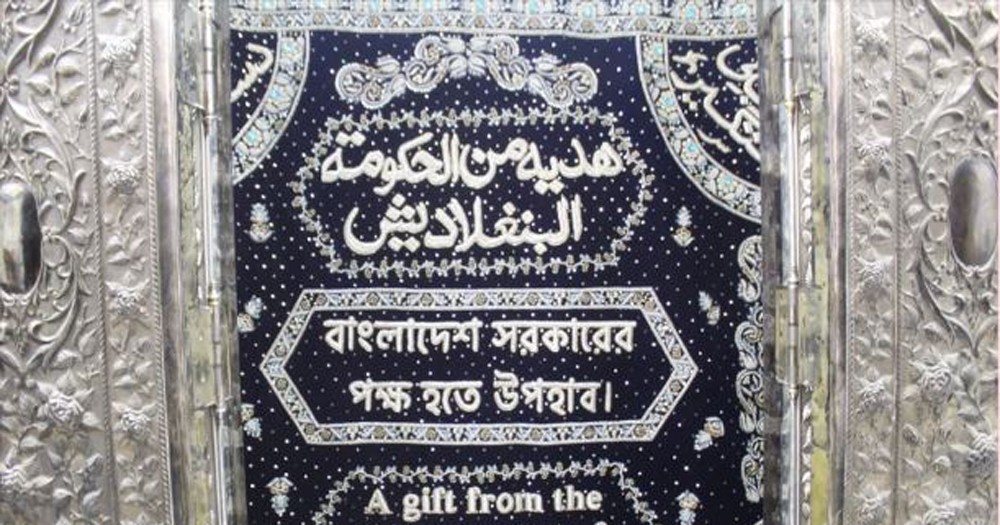 هديه من الحكومة
البنغلاديش
বাংলাদেশ সরকারের
পক্ষ হতে উপহাব।
A gift from the